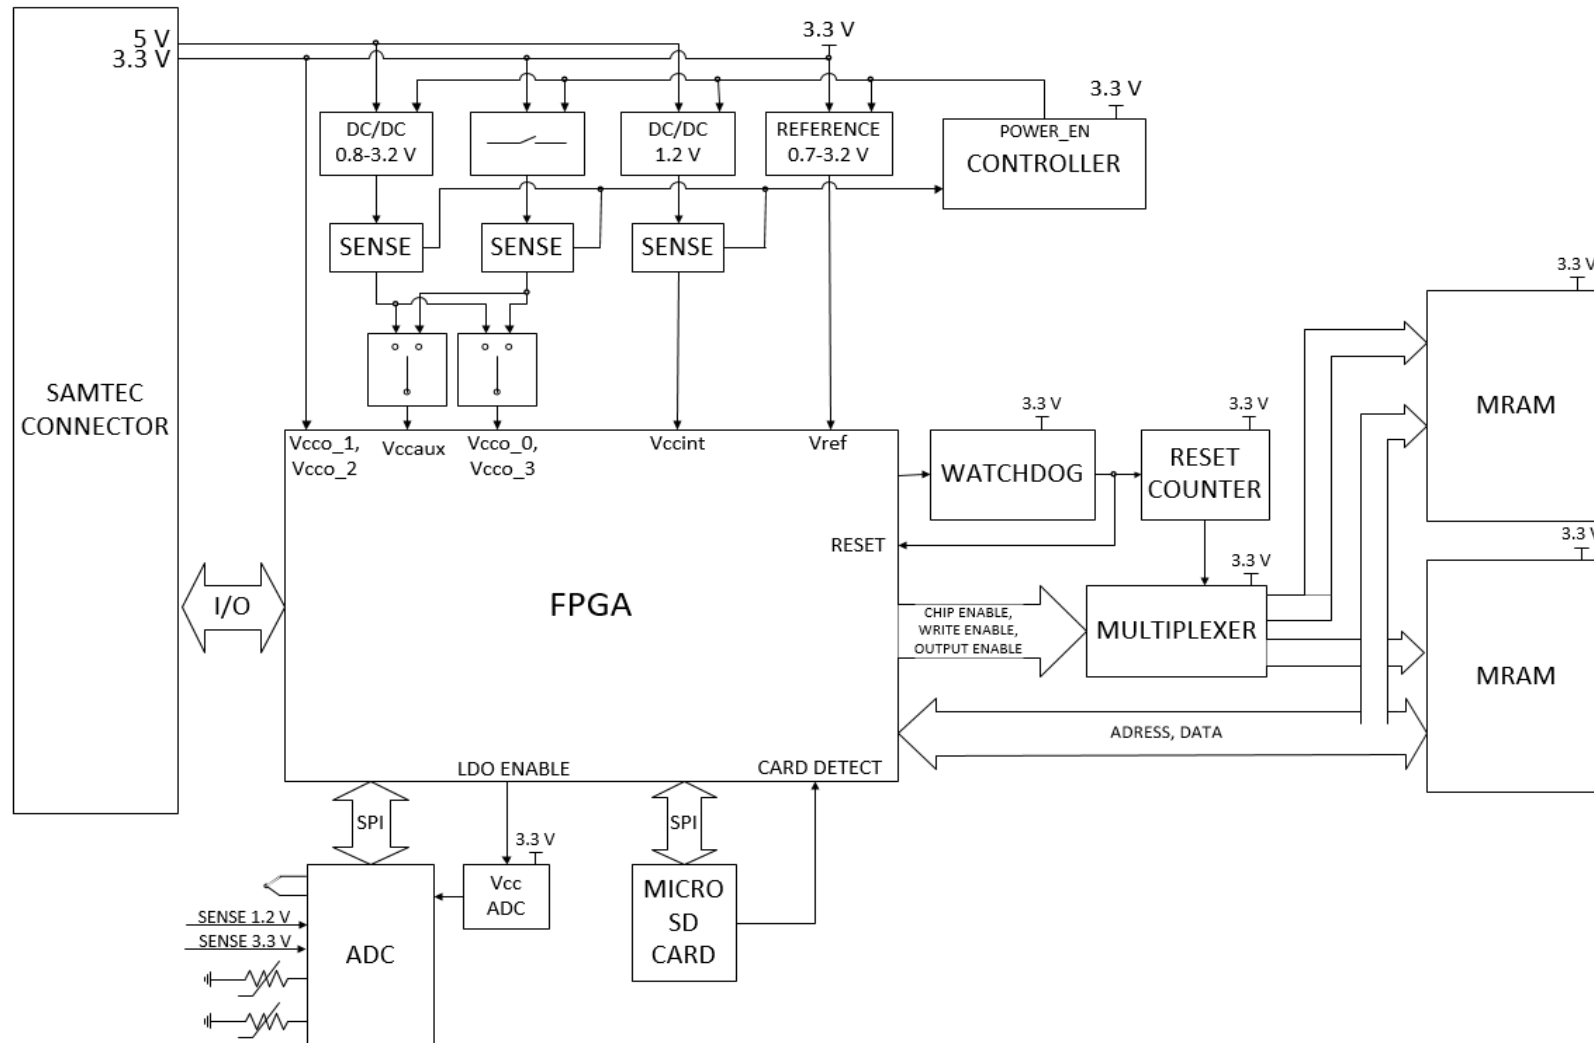 5 V
3.3 V
3.3 V
3.3 V
DC/DC
0.8-3.2 V
DC/DC
1.2 V
REFERENCE
0.7-3.2 V
POWER_EN
CONTROLLER
SENSE
SENSE
SENSE
3.3 V
SAMTEC
CONNECTOR
MRAM
3.3 V
3.3 V
Vcco_1,
Vcco_2
Vccaux
Vcco_0,
Vcco_3
Vccint
Vref
WATCHDOG
RESET
COUNTER
RESET
3.3 V
3.3 V
I/O
FPGA
CHIP ENABLE,
WRITE ENABLE,
OUTPUT ENABLE
MULTIPLEXER
MRAM
ADRESS, DATA
LDO ENABLE
CARD DETECT
SPI
SPI
3.3 V
Vcc
ADC
MICRO
SD
CARD
SENSE 1.2 V
SENSE 3.3 V
ADC